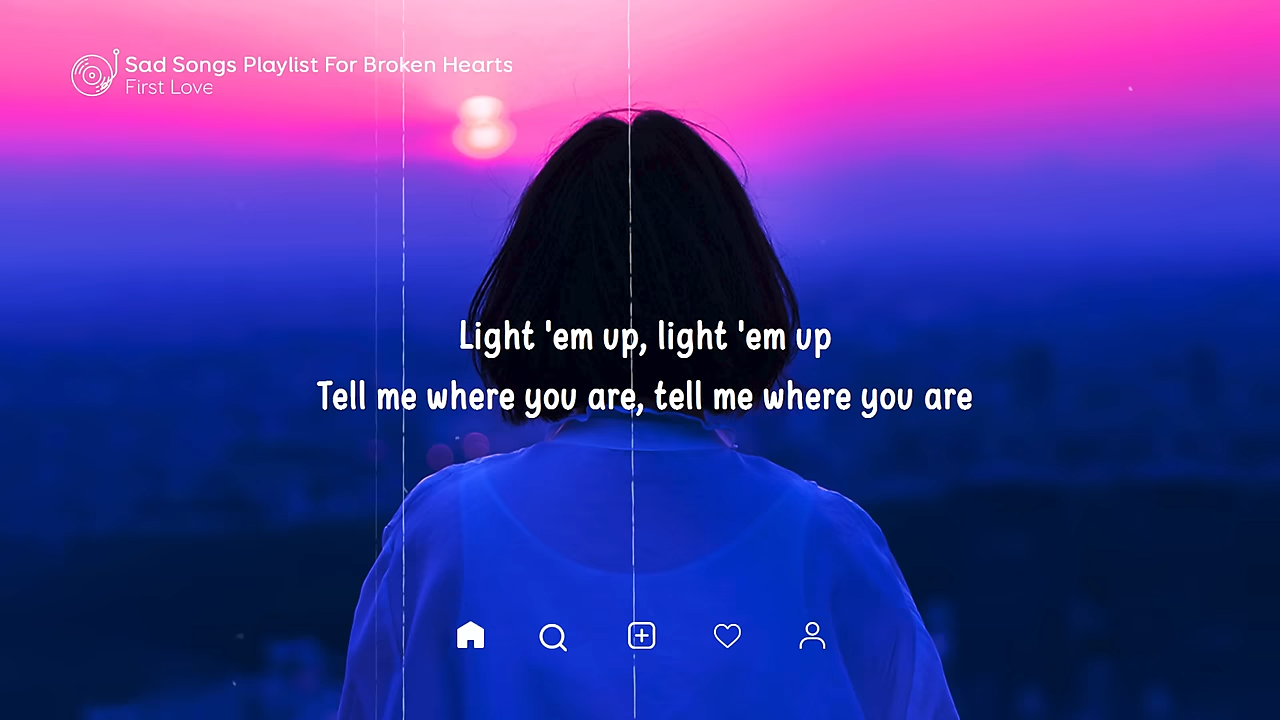 Sad Songs Playlist For Broken Hearts
First Love
Light 'em up, light 'em up
Tell me where you are, tell me where you are